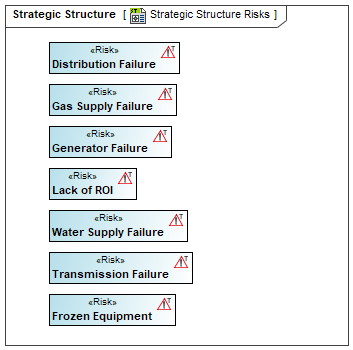 Strategic Structure [ ST Strategic Structure Risks ]
«Risk» T
Distribution Failure
«Risk» T
Gas Supply Failure
«Risk» T
Generator Failure
«Risk» T
Lack of ROI
«Risk» T
Water Supply Failure
«Risk» T
Transmission Failure
«Risk» T
Frozen Equipment